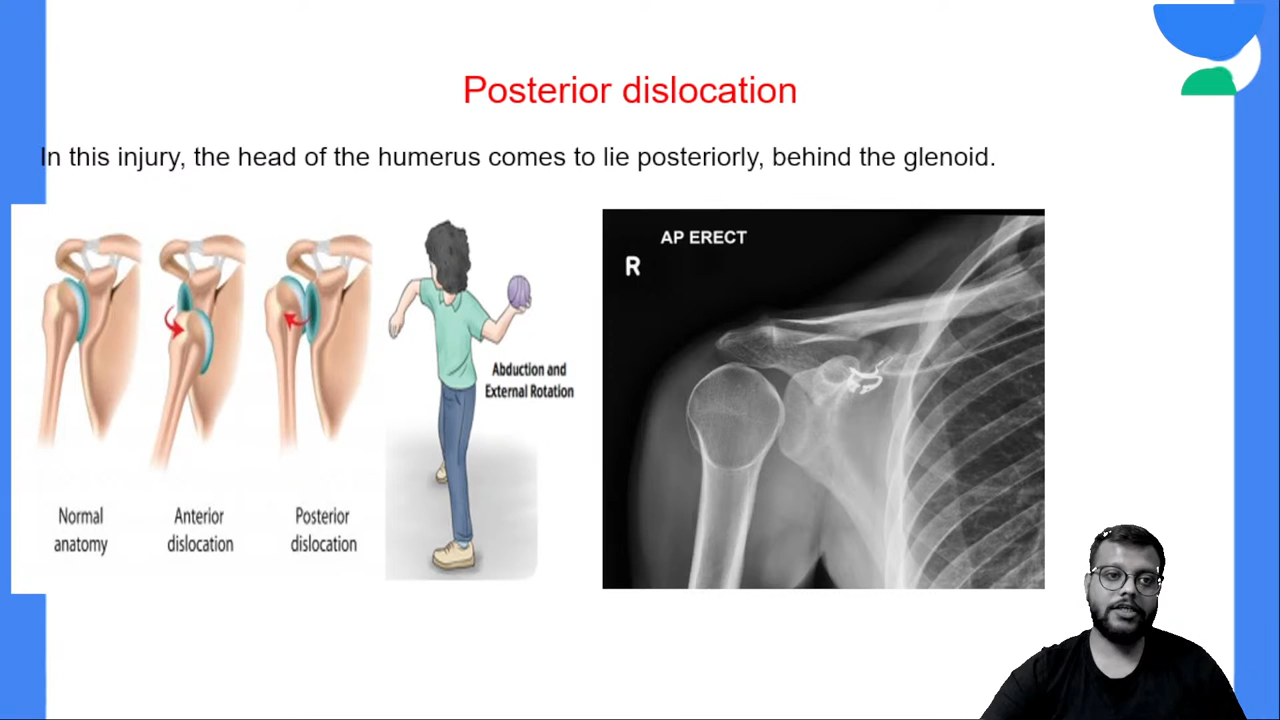 Posterior dislocation
In this injury, the head of the humerus comes to lie posteriorly, behind the glenoid.
AP ERECT
R
Abduction and
External Rotation
Normal
anatomy
Anterior
dislocation
Posterior
dislocation